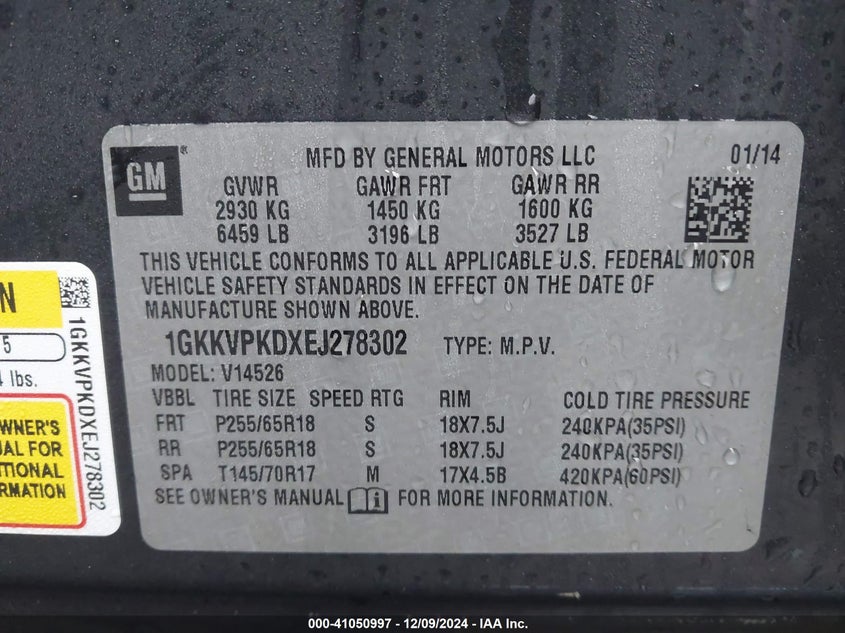 GM ®
MFD BY GENERAL MOTORS LLC 01/14
GVWR GAWR FRT GAWR RR
2930 KG 1450 KG 1600 KG
6459 LB 3196 LB 3527 LB
THIS VEHICLE CONFORMS TO ALL APPLICABLE U.S. FEDERAL MOTOR
VEHICLE SAFETY STANDARDS IN EFFECT ON THE DATE OF
MANUFACTURE SHOWN ABOVE.
1GKKVPKDXEJ278302 TYPE: M.P.V.
MODEL: V14526
VBBL TIRE SIZE SPEED RTG RIM COLD TIRE PRESSURE
FRT P255/65R18 S 18X7.5J 240KPA(35PSI)
RR P255/65R18 S 18X7.5J 240KPA(35PSI)
SPA T145/70R17 M 17X4.5B 420KPA(60PSI)
SEE OWNER'S MANUAL i FOR MORE INFORMATION.
N
5
lbs.
WNER'S
UAL FOR
ITIONAL
RMATION
1GKKVPKDXEJ278302
000-41050997 - 12/09/2024 - IAA Inc.